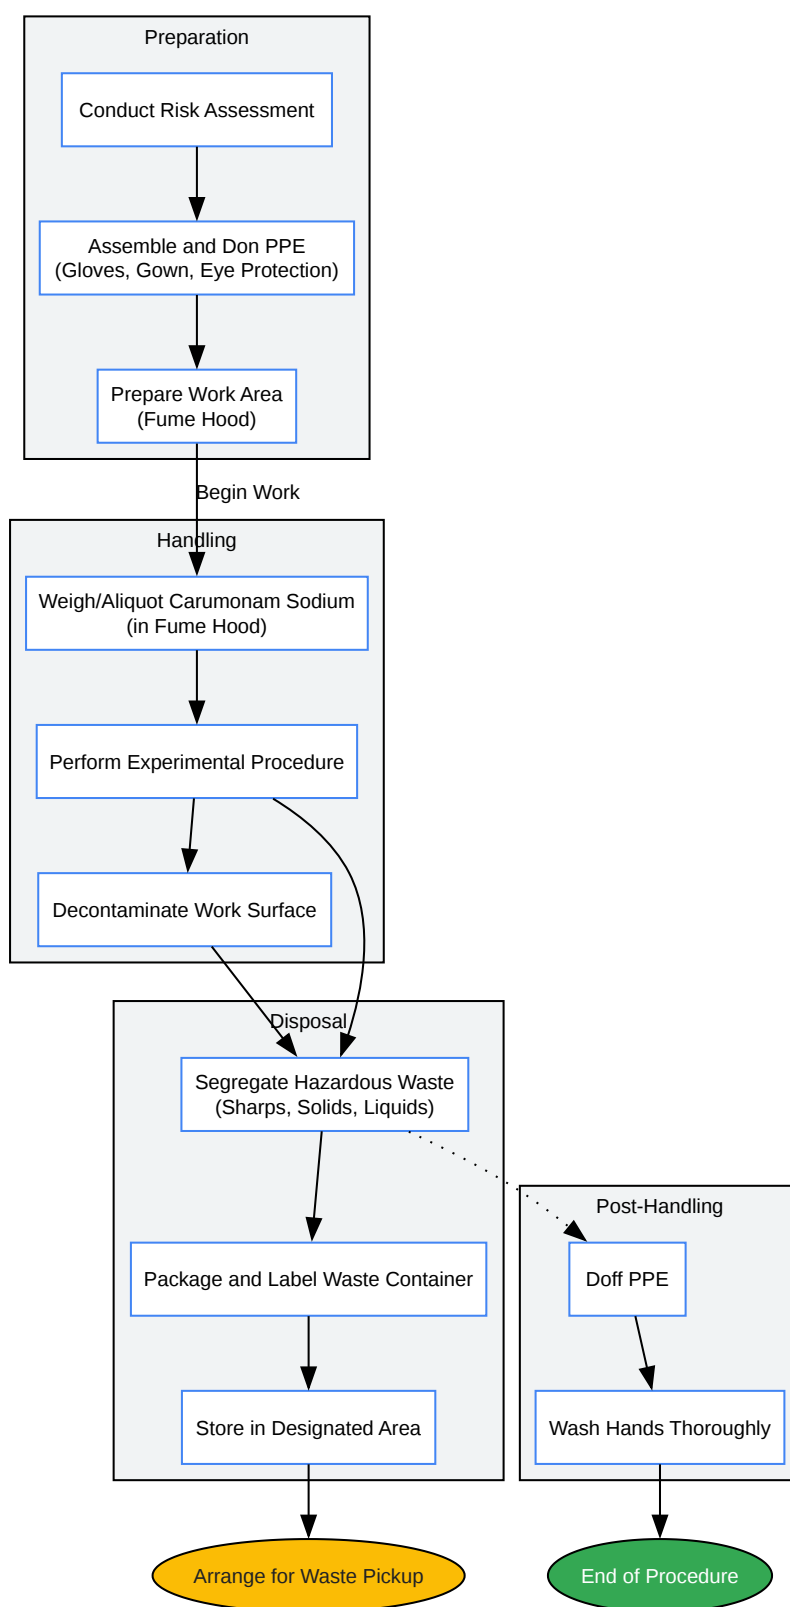 Preparation
Conduct Risk Assessment
Assemble and Don PPE
(Gloves, Gown, Eye Protection)
Prepare Work Area
(Fume Hood)
Begin Work
Handling
Weigh/Aliquot Carumonam Sodium
(in Fume Hood)
Perform Experimental Procedure
Decontaminate Work Surface
Disposal
Segregate Hazardous Waste
(Sharps, Solids, Liquids)
Post-Handling
Package and Label Waste Container
Doff PPE
Store in Designated Area
Wash Hands Thoroughly
Arrange for Waste Pickup
End of Procedure